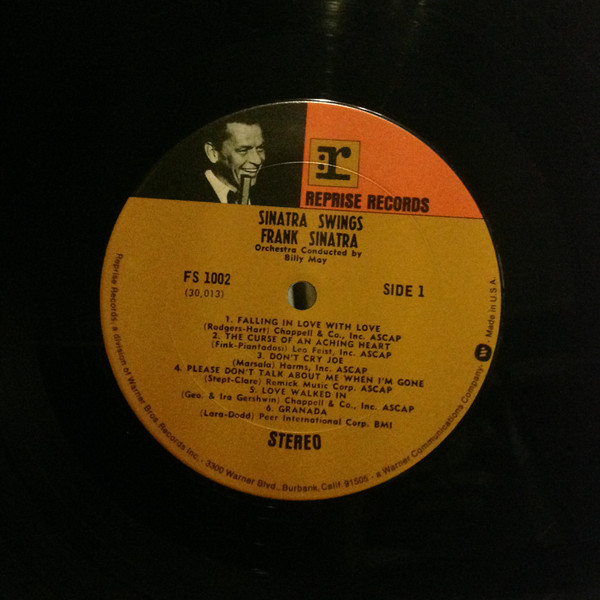 r
REPRISE RECORDS
SINATRA SWINGS
FRANK SINATRA
Orchestra Conducted by
Billy May
FS 1002
(30,013)
SIDE 1
1. FALLING IN LOVE WITH LOVE
(Rodgers-Hart) Chappell & Co., Inc. ASCAP
2. THE CURSE OF AN ACHING HEART
(Fink-Piantadosi) Leo Feist, Inc. ASCAP
3. DON'T CRY JOE
(Marsala) Harms, Inc. ASCAP
4. PLEASE DON'T TALK ABOUT ME WHEN I'M GONE
(Stept-Clare) Remick Music Corp. ASCAP
5. LOVE WALKED IN
(Geo. & Ira Gershwin) Chappell & Co., Inc. ASCAP
6. GRANADA
(Lara-Dodd) Peer International Corp. BMI
STEREO
Reprise Records, a division of Warner Bros. Records Inc. · 3300 Warner Blvd., Burbank, Calif. 91505 · a Warner Communications Company. W Made in U.S.A.